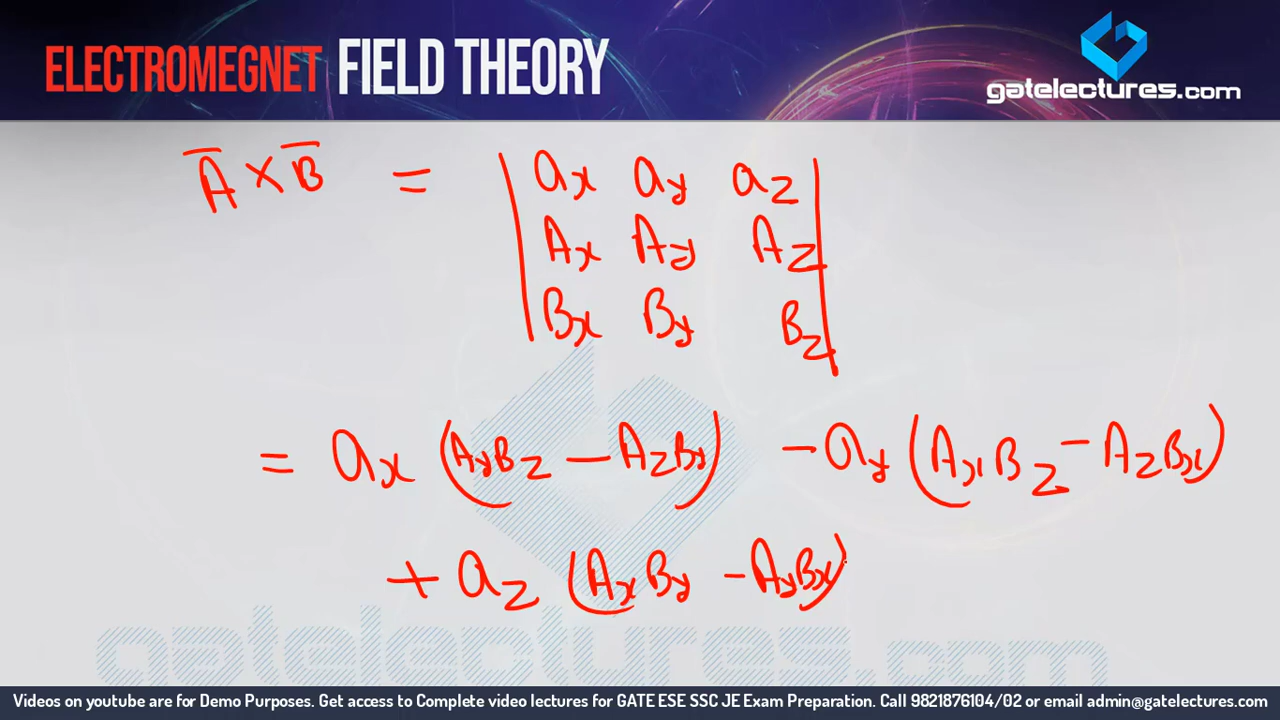 ELECTROMEGNET FIELD THEORY
gatelectures.com
A̅ × B̅ = | ax ay az |
| Ax Ay Az |
| Bx By Bz |
= ax (AyBz − AzBy) − ay (AxBz − AzBx)
+ az (AxBy − AyBx)
gatelectures.com
Videos on youtube are for Demo Purposes. Get access to Complete video lectures for GATE ESE SSC JE Exam Preparation. Call 9821876104/02 or email admin@gatelectures.com